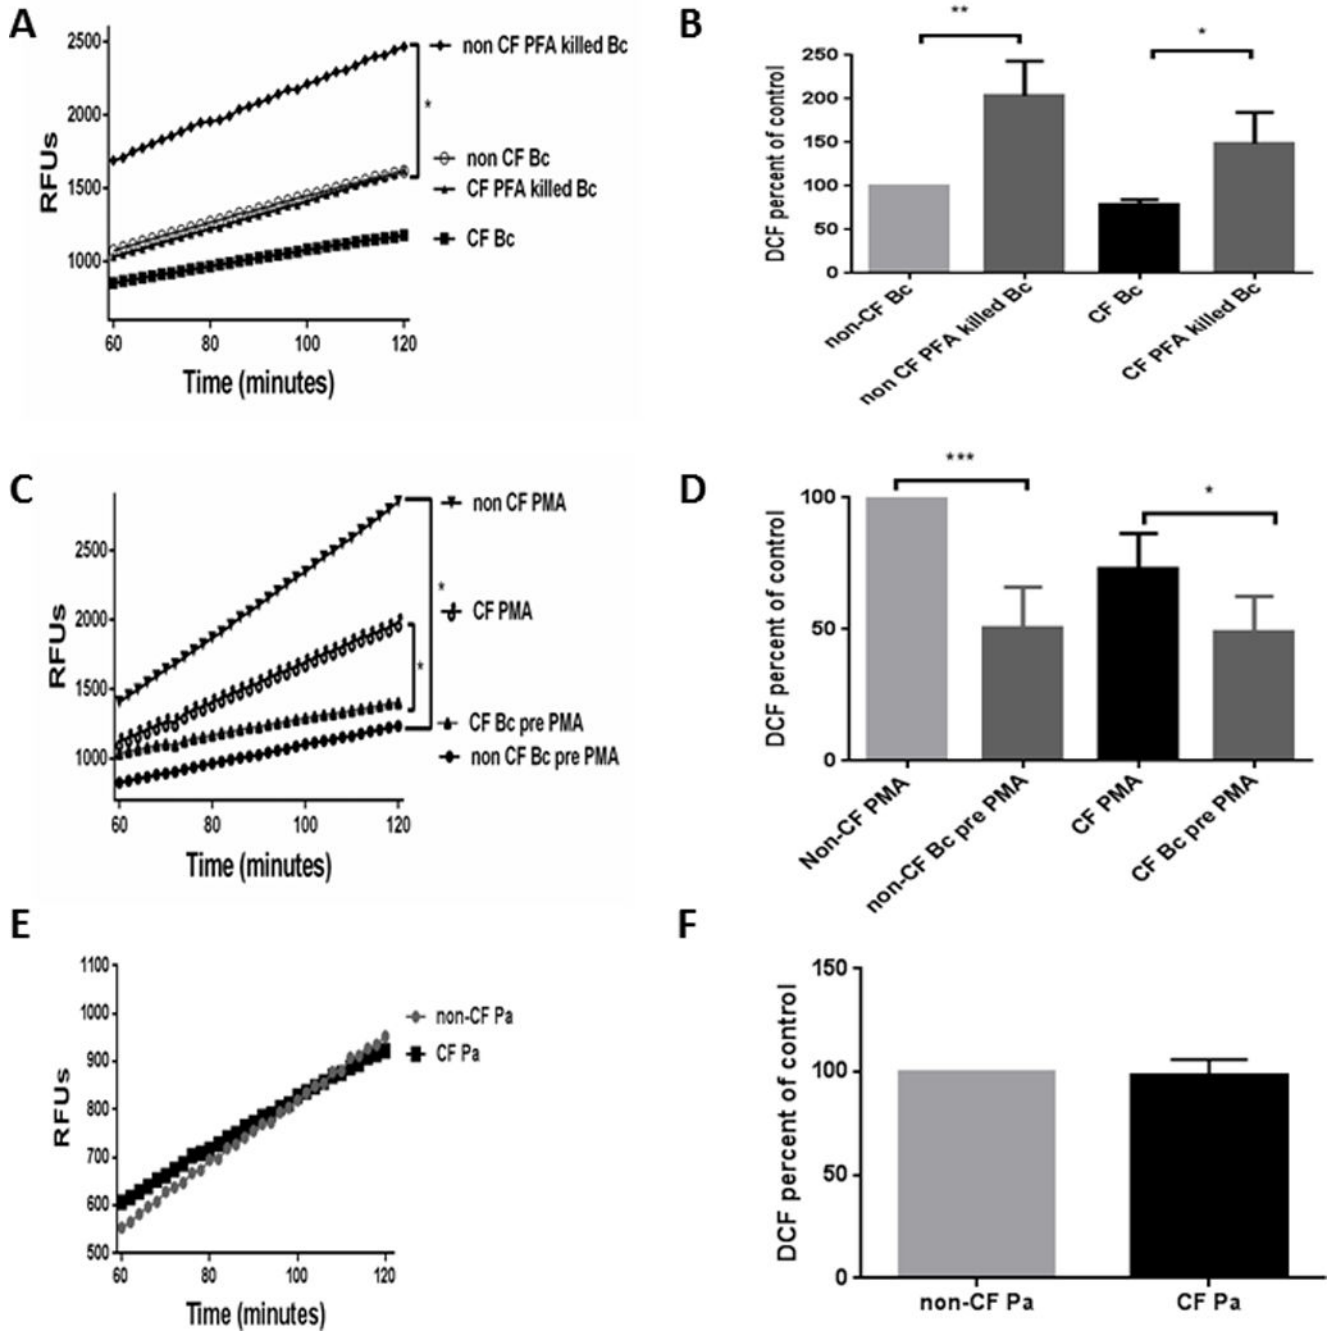 A
RFUs
2500
2000
1500
1000
60
80
100
120
Time (minutes)
non CF PFA killed Bc
*
non CF Bc
CF PFA killed Bc
CF Bc
B
DCF percent of control
250
200
150
100
50
0
**
*
non-CF Bc
non CF PFA killed Bc
CF Bc
CF PFA killed Bc
C
RFUs
2500
2000
1500
1000
60
80
100
120
Time (minutes)
non CF PMA
*
CF PMA
*
CF Bc pre PMA
non CF Bc pre PMA
D
DCF percent of control
100
50
0
***
*
Non-CF PMA
non-CF Bc pre PMA
CF PMA
CF Bc pre PMA
E
RFUs
1100
1000
900
800
700
600
500
60
80
100
120
Time (minutes)
non-CF Pa
CF Pa
F
DCF percent of control
150
100
50
0
non-CF Pa
CF Pa